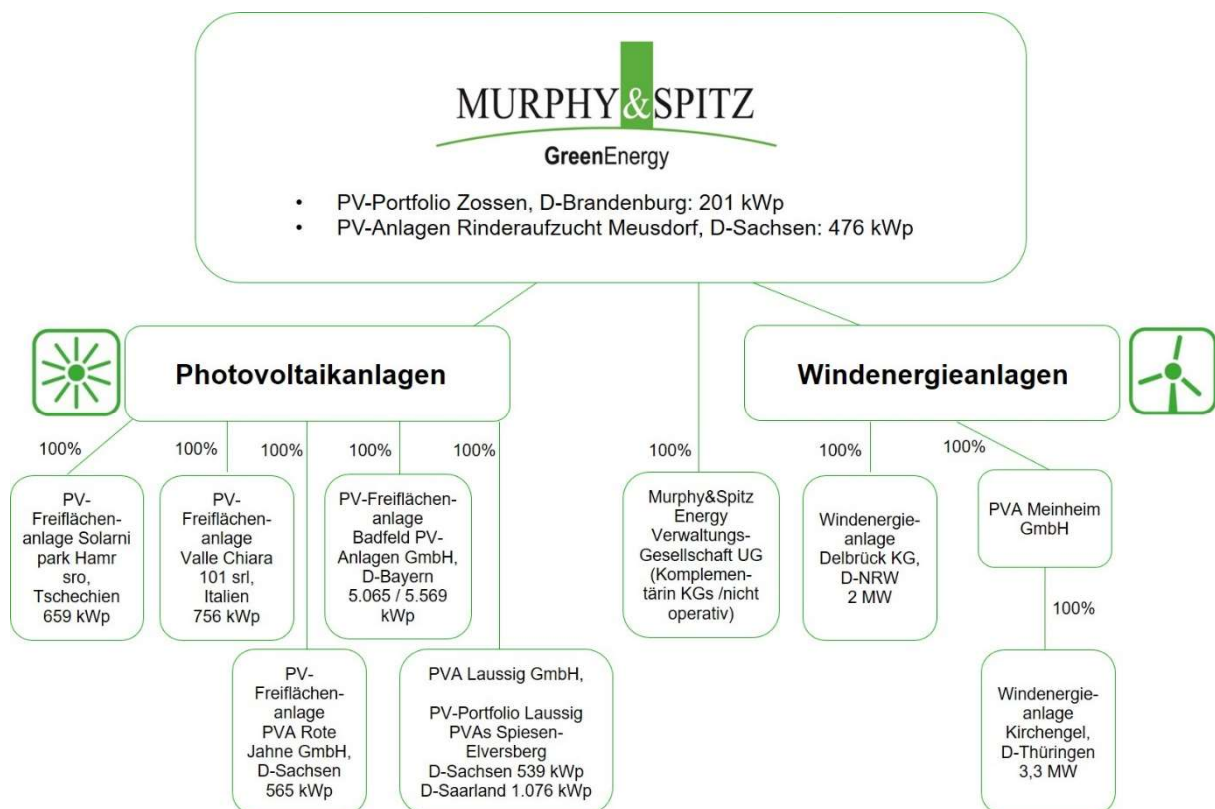 MURPHY&SPITZ
GreenEnergy
• PV-Portfolio Zossen, D-Brandenburg: 201 kWp
• PV-Anlagen Rinderaufzucht Meusdorf, D-Sachsen: 476 kWp
Photovoltaikanlagen
Windenergieanlagen
100%
100%
100%
100%
100%
100%
100%
100%
PV-
Freiflächen-
anlage Solarni
park Hamr
sro,
Tschechien
659 kWp
PV-
Freiflächen-
anlage
Valle Chiara
101 srl,
Italien
756 kWp
PV-Freiflächen-
anlage
Badfeld PV-
Anlagen GmbH,
D-Bayern
5.065 / 5.569
kWp
Murphy&Spitz
Energy
Verwaltungs-
Gesellschaft UG
(Komplemen-
tärin KGs /nicht
operativ)
Windenergie-
anlage
Delbrück KG,
D-NRW
2 MW
PVA Meinheim
GmbH
100%
PV-
Freiflächen-
anlage
PVA Rote
Jahne GmbH,
D-Sachsen
565 kWp
PVA Laussig GmbH,
PV-Portfolio Laussig
PVAs Spiesen-
Elversberg
D-Sachsen 539 kWp
D-Saarland 1.076 kWp
Windenergie-
anlage
Kirchengel,
D-Thüringen
3,3 MW